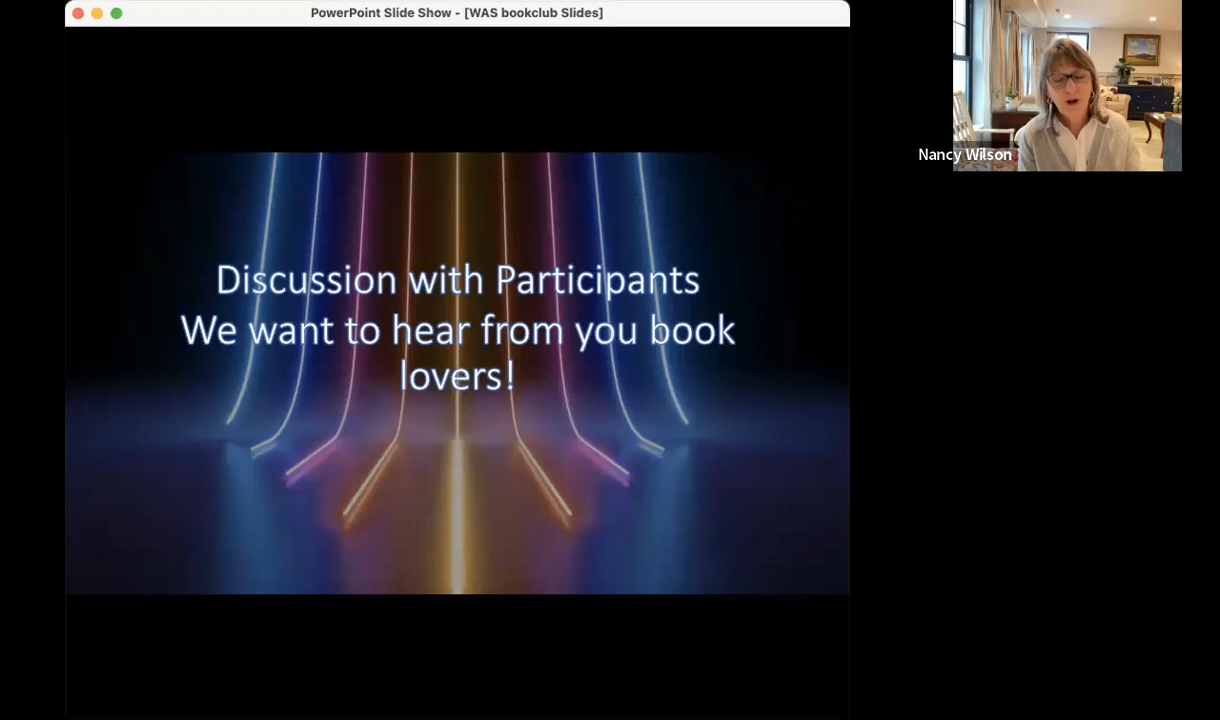 PowerPoint Slide Show - [WAS bookclub Slides]
Discussion with Participants
We want to hear from you book
lovers!
Nancy Wilson